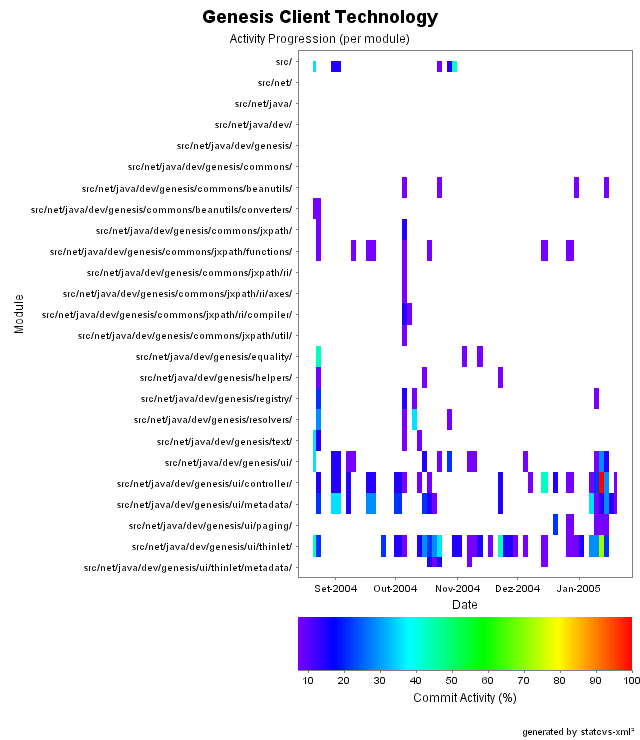 Genesis Client Technology
Activity Progression (per module)
src/
src/net/
src/net/java/
src/net/java/dev/
src/net/java/dev/genesis/
src/net/java/dev/genesis/commons/
src/net/java/dev/genesis/commons/beanutils/
src/net/java/dev/genesis/commons/beanutils/converters/
src/net/java/dev/genesis/commons/jxpath/
src/net/java/dev/genesis/commons/jxpath/functions/
src/net/java/dev/genesis/commons/jxpath/ri/
src/net/java/dev/genesis/commons/jxpath/ri/axes/
src/net/java/dev/genesis/commons/jxpath/ri/compiler/
src/net/java/dev/genesis/commons/jxpath/util/
src/net/java/dev/genesis/equality/
src/net/java/dev/genesis/helpers/
src/net/java/dev/genesis/registry/
src/net/java/dev/genesis/resolvers/
src/net/java/dev/genesis/text/
src/net/java/dev/genesis/ui/
src/net/java/dev/genesis/ui/controller/
src/net/java/dev/genesis/ui/metadata/
src/net/java/dev/genesis/ui/paging/
src/net/java/dev/genesis/ui/thinlet/
src/net/java/dev/genesis/ui/thinlet/metadata/
Module
Set-2004 Out-2004 Nov-2004 Dez-2004 Jan-2005
Date
10 20 30 40 50 60 70 80 90 100
Commit Activity (%)
generated by statcvs-xml²